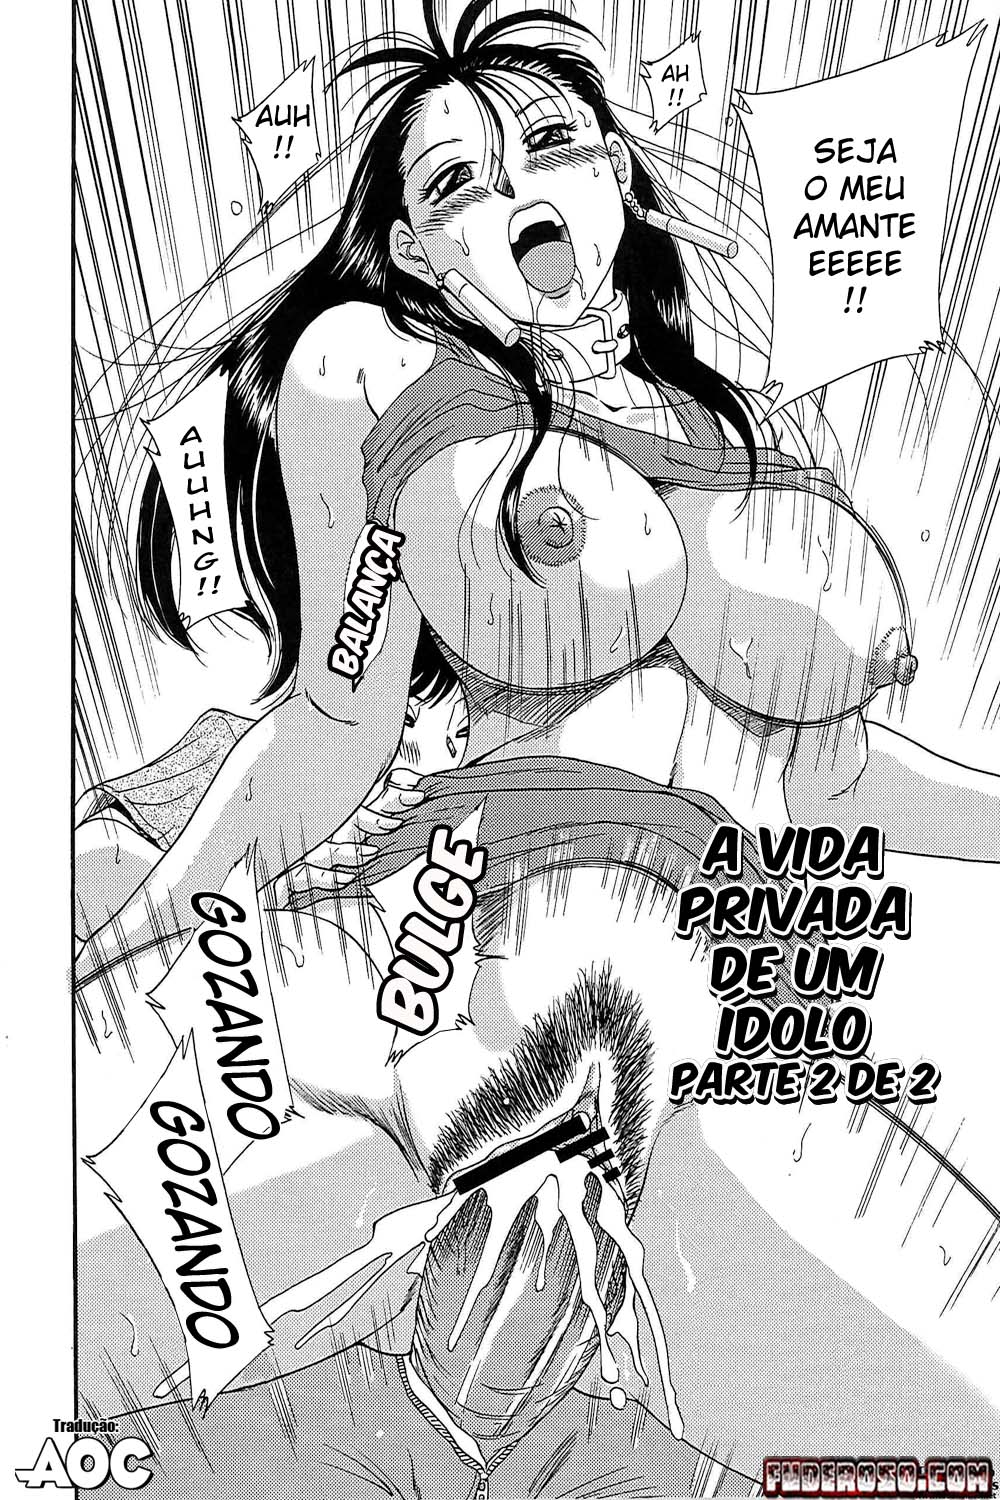 AUH
!!
AH
!!
SEJA
O MEU
AMANTE
EEEEE
!!
AUUHNG!!
BALANÇA
BULGE
GOZANDO
GOZANDO
A VIDA
PRIVADA
DE UM
ÍDOLO
PARTE 2 DE 2
Tradução:
AOC
FUDEROSO.COM